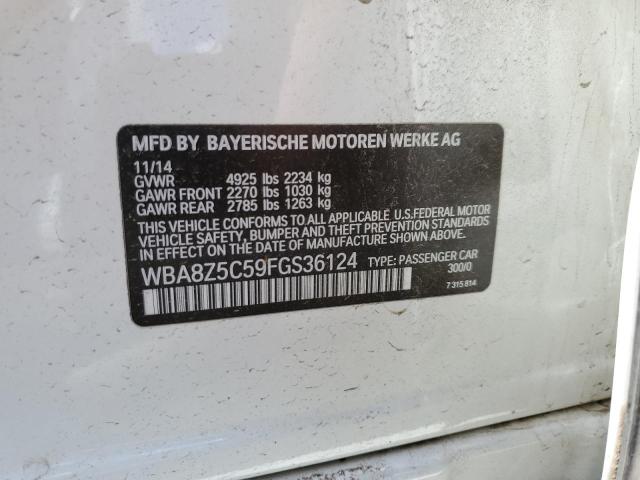 MFD BY BAYERISCHE MOTOREN WERKE AG
11/14
GVWR 4925 lbs 2234 kg
GAWR FRONT 2270 lbs 1030 kg
GAWR REAR 2785 lbs 1263 kg
THIS VEHICLE CONFORMS TO ALL APPLICABLE U.S.FEDERAL MOTOR
VEHICLE SAFETY, BUMPER, AND THEFT PREVENTION STANDARDS
IN EFFECT ON THE DATE OF MANUFACTURE SHOWN ABOVE.
WBA8Z5C59FGS36124 TYPE: PASSENGER CAR
300/0
7 315 814